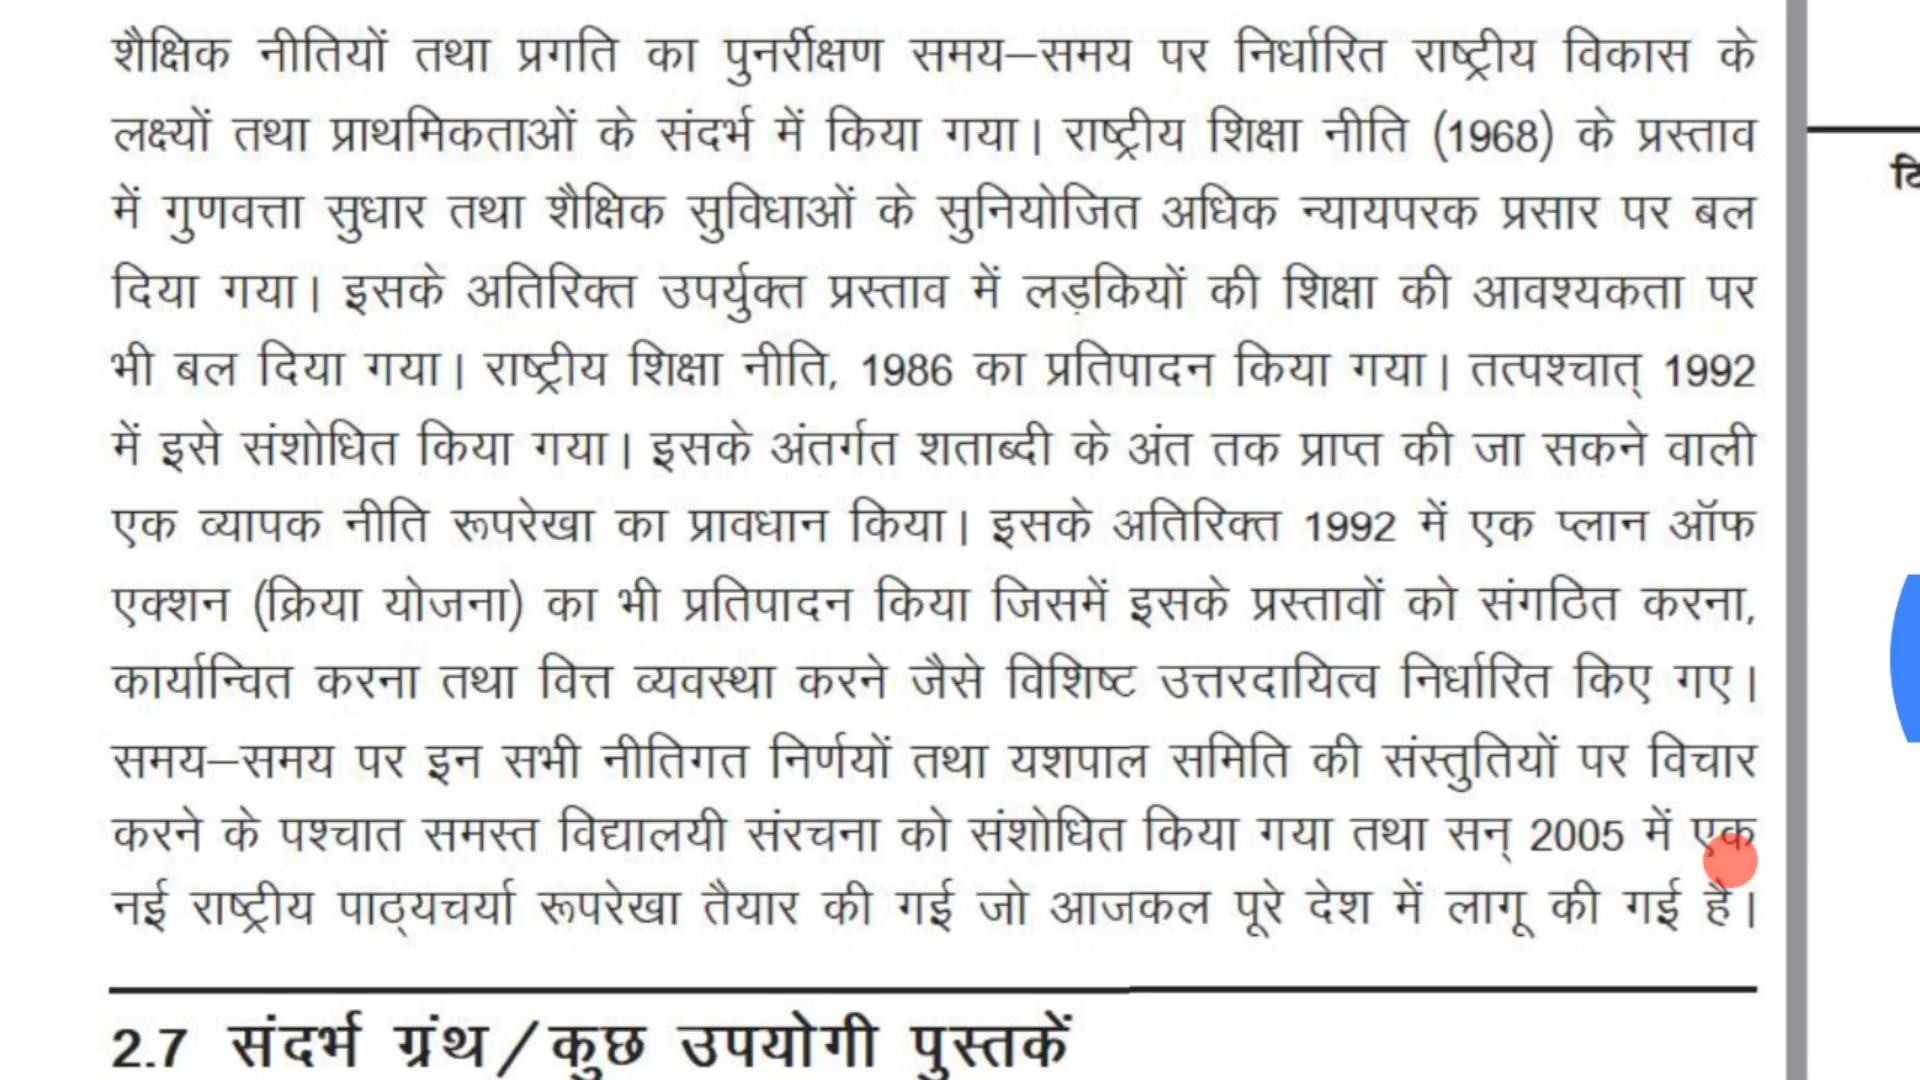 शैक्षिक नीतियों तथा प्रगति का पुनर्रीक्षण समय–समय पर निर्धारित राष्ट्रीय विकास के
लक्ष्यों तथा प्राथमिकताओं के संदर्भ में किया गया। राष्ट्रीय शिक्षा नीति (1968) के प्रस्ताव
में गुणवत्ता सुधार तथा शैक्षिक सुविधाओं के सुनियोजित अधिक न्यायपरक प्रसार पर बल
दिया गया। इसके अतिरिक्त उपर्युक्त प्रस्ताव में लड़कियों की शिक्षा की आवश्यकता पर
भी बल दिया गया। राष्ट्रीय शिक्षा नीति, 1986 का प्रतिपादन किया गया। तत्पश्चात् 1992
में इसे संशोधित किया गया। इसके अंतर्गत शताब्दी के अंत तक प्राप्त की जा सकने वाली
एक व्यापक नीति रूपरेखा का प्रावधान किया। इसके अतिरिक्त 1992 में एक प्लान ऑफ
एक्शन (क्रिया योजना) का भी प्रतिपादन किया जिसमें इसके प्रस्तावों को संगठित करना,
कार्यान्वित करना तथा वित्त व्यवस्था करने जैसे विशिष्ट उत्तरदायित्व निर्धारित किए गए।
समय–समय पर इन सभी नीतिगत निर्णयों तथा यशपाल समिति की संस्तुतियों पर विचार
करने के पश्चात समस्त विद्यालयी संरचना को संशोधित किया गया तथा सन् 2005 में एक
नई राष्ट्रीय पाठ्यचर्या रूपरेखा तैयार की गई जो आजकल पूरे देश में लागू की गई है।
2.7 संदर्भ ग्रंथ/कुछ उपयोगी पुस्तकें